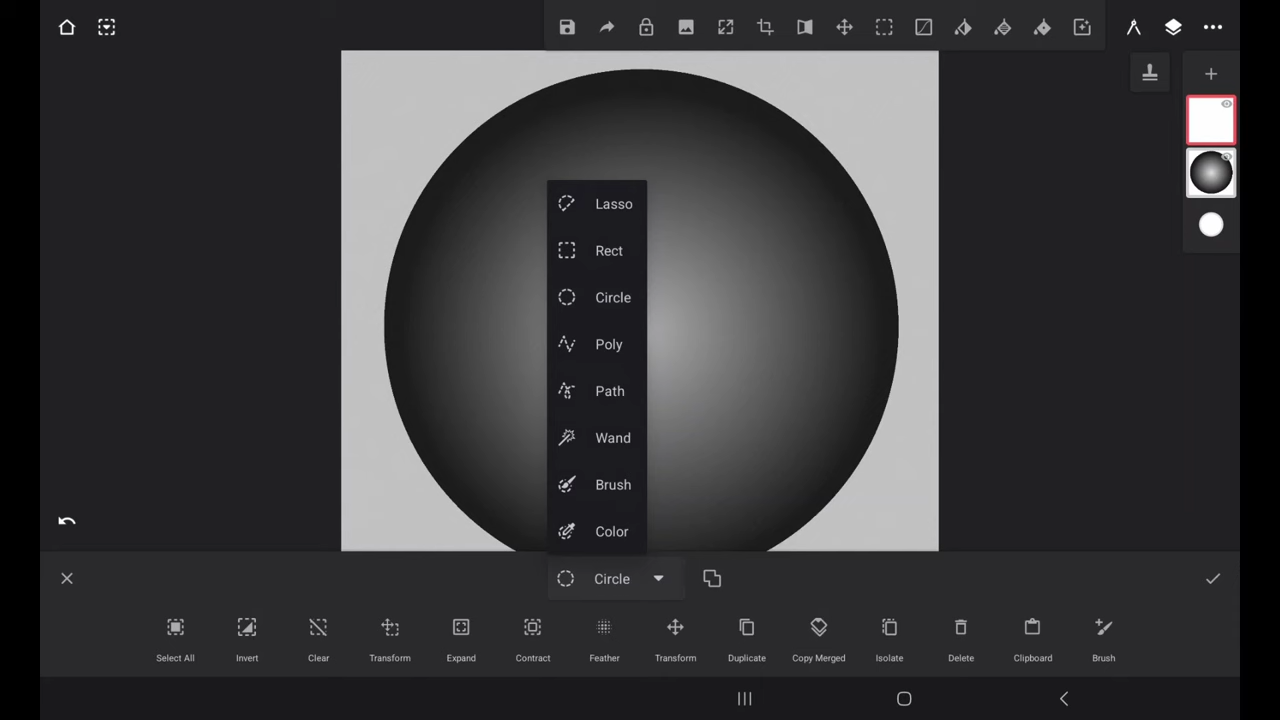 Lasso
Rect
Circle
Poly
Path
Wand
Brush
Color
Circle
Select All
Invert
Clear
Transform
Expand
Contract
Feather
Transform
Duplicate
Copy Merged
Isolate
Delete
Clipboard
Brush